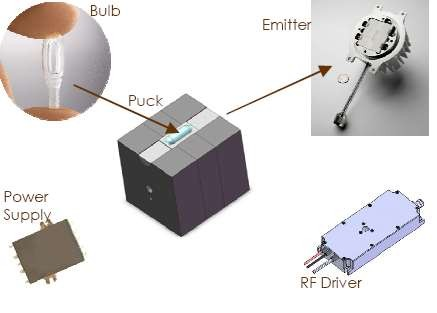 Bulb
Emitter
Puck
Power
Supply
RF Driver